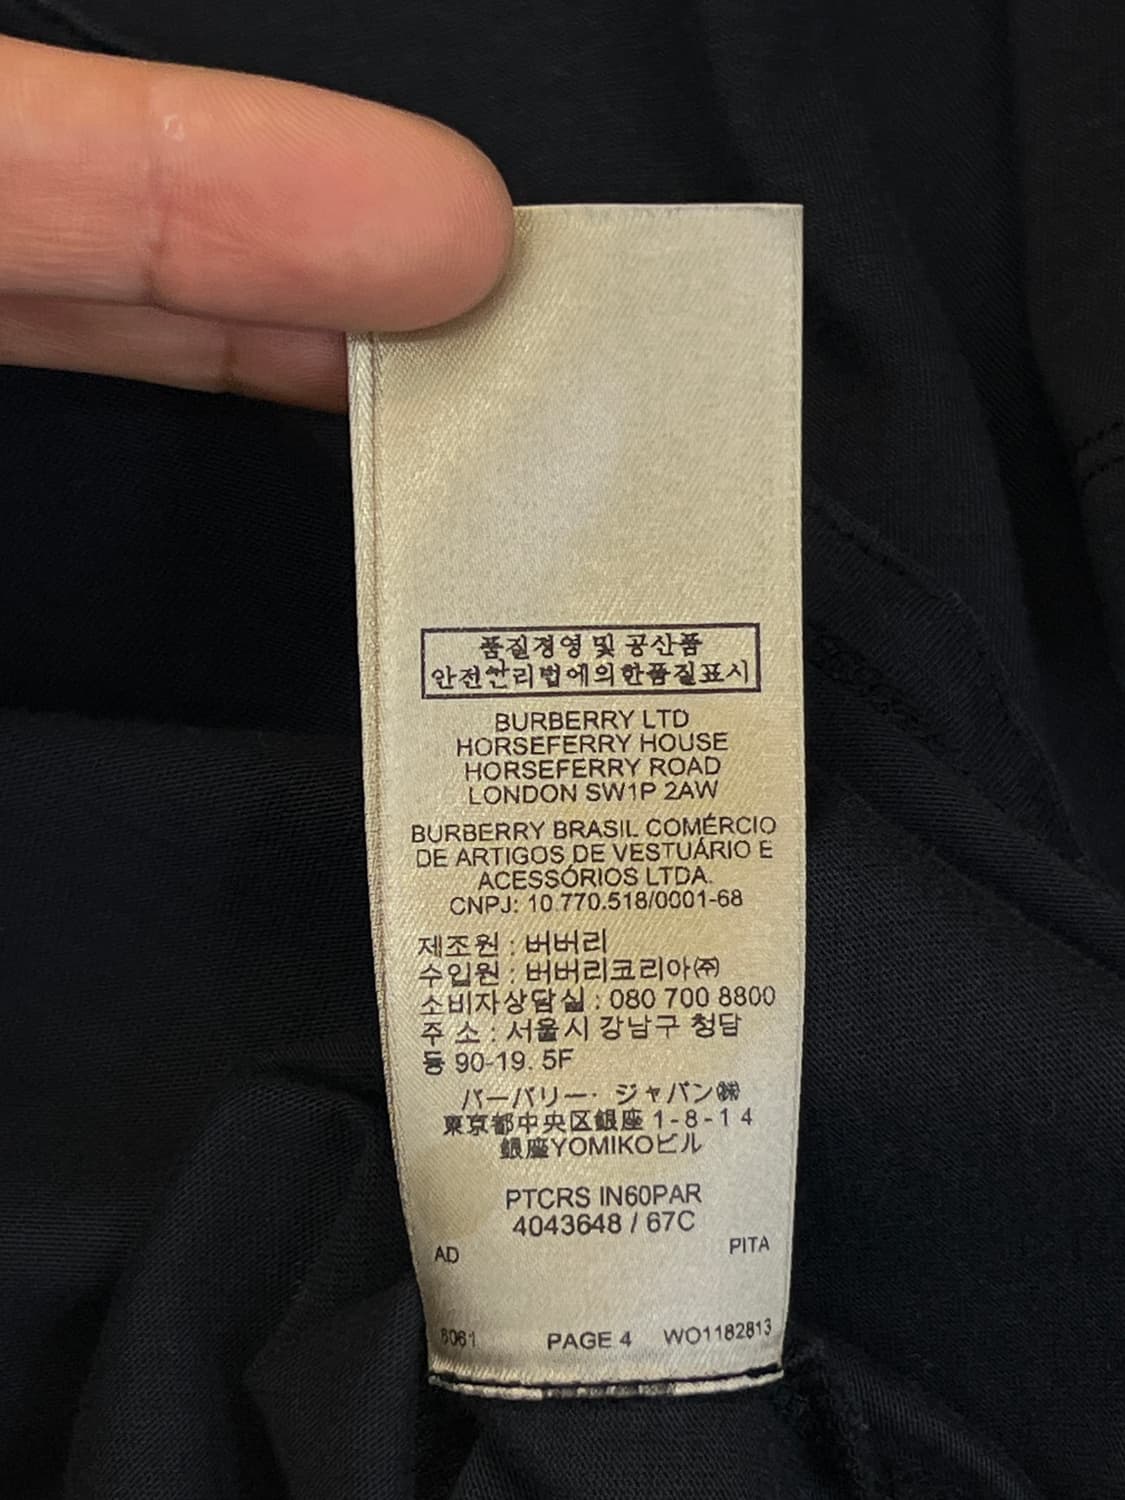 품질경영 및 공산품
안전관리법에의한품질표시
BURBERRY LTD
HORSEFERRY HOUSE
HORSEFERRY ROAD
LONDON SW1P 2AW
BURBERRY BRASIL COMÉRCIO
DE ARTIGOS DE VESTUÁRIO E
ACESSÓRIOS LTDA.
CNPJ: 10.770.518/0001-68
제조원 : 버버리
수입원 : 버버리코리아㈜
소비자상담실 : 080 700 8800
주 소 : 서울시 강남구 청담
동 90-19. 5F
バーバリー・ジャパン㈱
東京都中央区銀座 1-8-14
銀座YOMIKOビル
PTCRS IN60PAR
4043648 / 67C
AD PITA
6061 PAGE 4 WO1182813